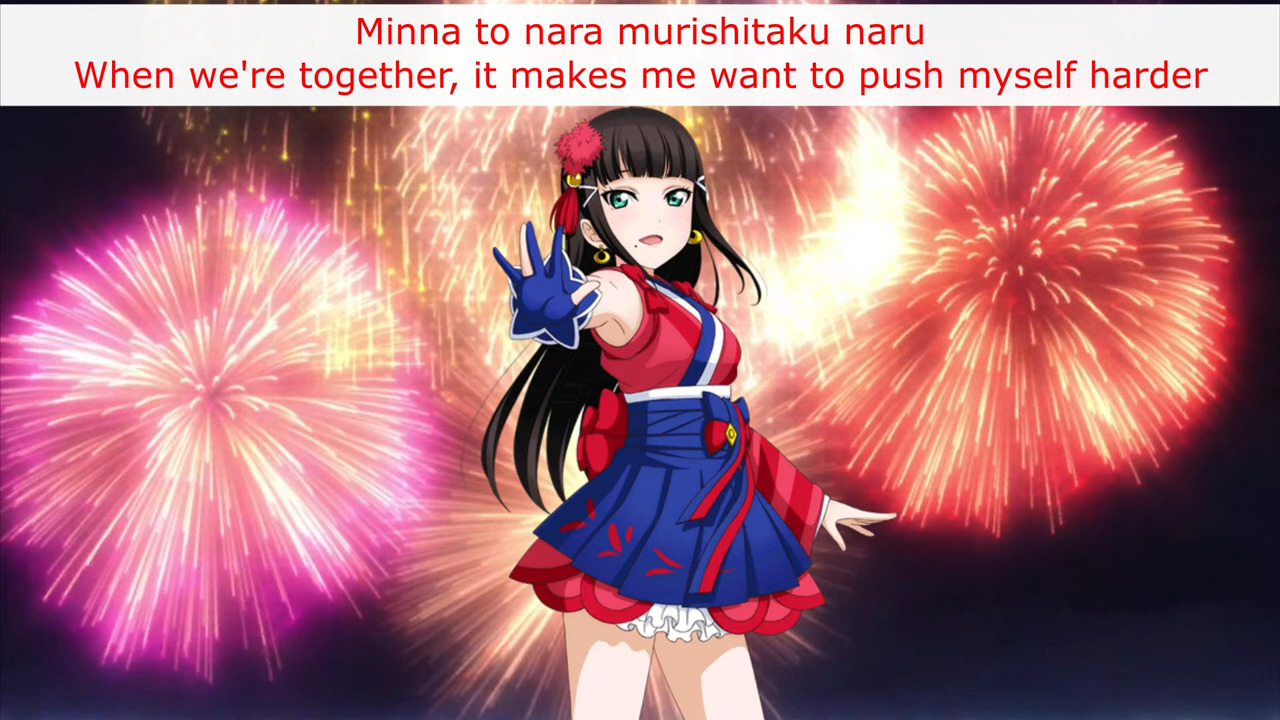 Minna to nara murishitaku naru
When we're together, it makes me want to push myself harder